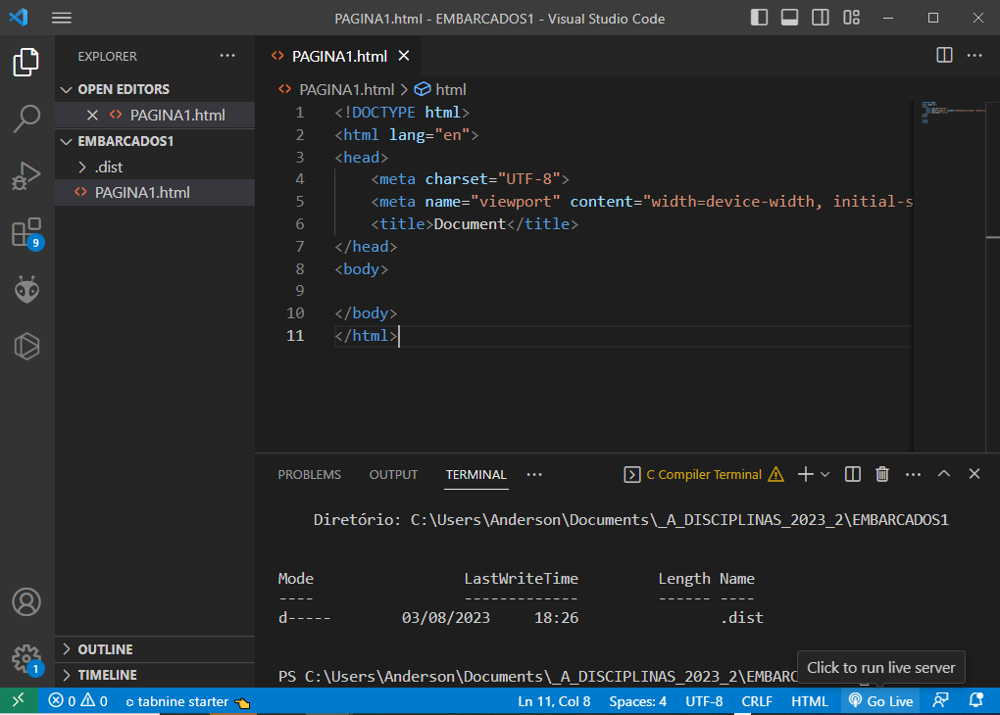 PAGINA1.html - EMBARCADOS1 - Visual Studio Code
EXPLORER
OPEN EDITORS
PAGINA1.html
EMBARCADOS1
.dist
PAGINA1.html
OUTLINE
TIMELINE
9
1
PAGINA1.html
PAGINA1.html > html
1 <!DOCTYPE html>
2 <html lang="en">
3 <head>
4 <meta charset="UTF-8">
5 <meta name="viewport" content="width=device-width, initial-s
6 <title>Document</title>
7 </head>
8 <body>
9
10 </body>
11 </html>
PROBLEMS OUTPUT TERMINAL C Compiler Terminal
Diretório: C:\Users\Anderson\Documents\_A_DISCIPLINAS_2023_2\EMBARCADOS1
Mode LastWriteTime Length Name
---- ------------- ------ ----
d----- 03/08/2023 18:26 .dist
PS C:\Users\Anderson\Documents\_A_DISCIPLINAS_2023_2\EMBARC
Click to run live server
0 0 tabnine starter Ln 11, Col 8 Spaces: 4 UTF-8 CRLF HTML Go Live